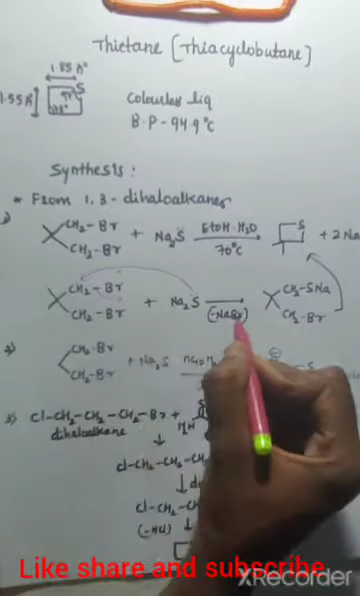 Thietane [Thiacyclobutane]
1.85 A°
1.55 A°
S
Colourless liq
B.P - 94.9°C
Synthesis:
* From 1,3-dihaloalkanes
1)
CH2-Br
CH2-Br
+ Na2S
EtOH-H2O
70°C
S
+ 2Na
CH2-Br
CH2-Br
+ Na2S
(-NaBr)
CH2-SNa
CH2-Br
2)
CH2-Br
CH2-Br
+ Na2S
3) Cl-CH2-CH2-CH2-Br +
dihaloalkane
H2N
Cl-CH2-CH2-CH
Cl-CH2-CH
(-HCl)
Like share and subscribe
XRecorder